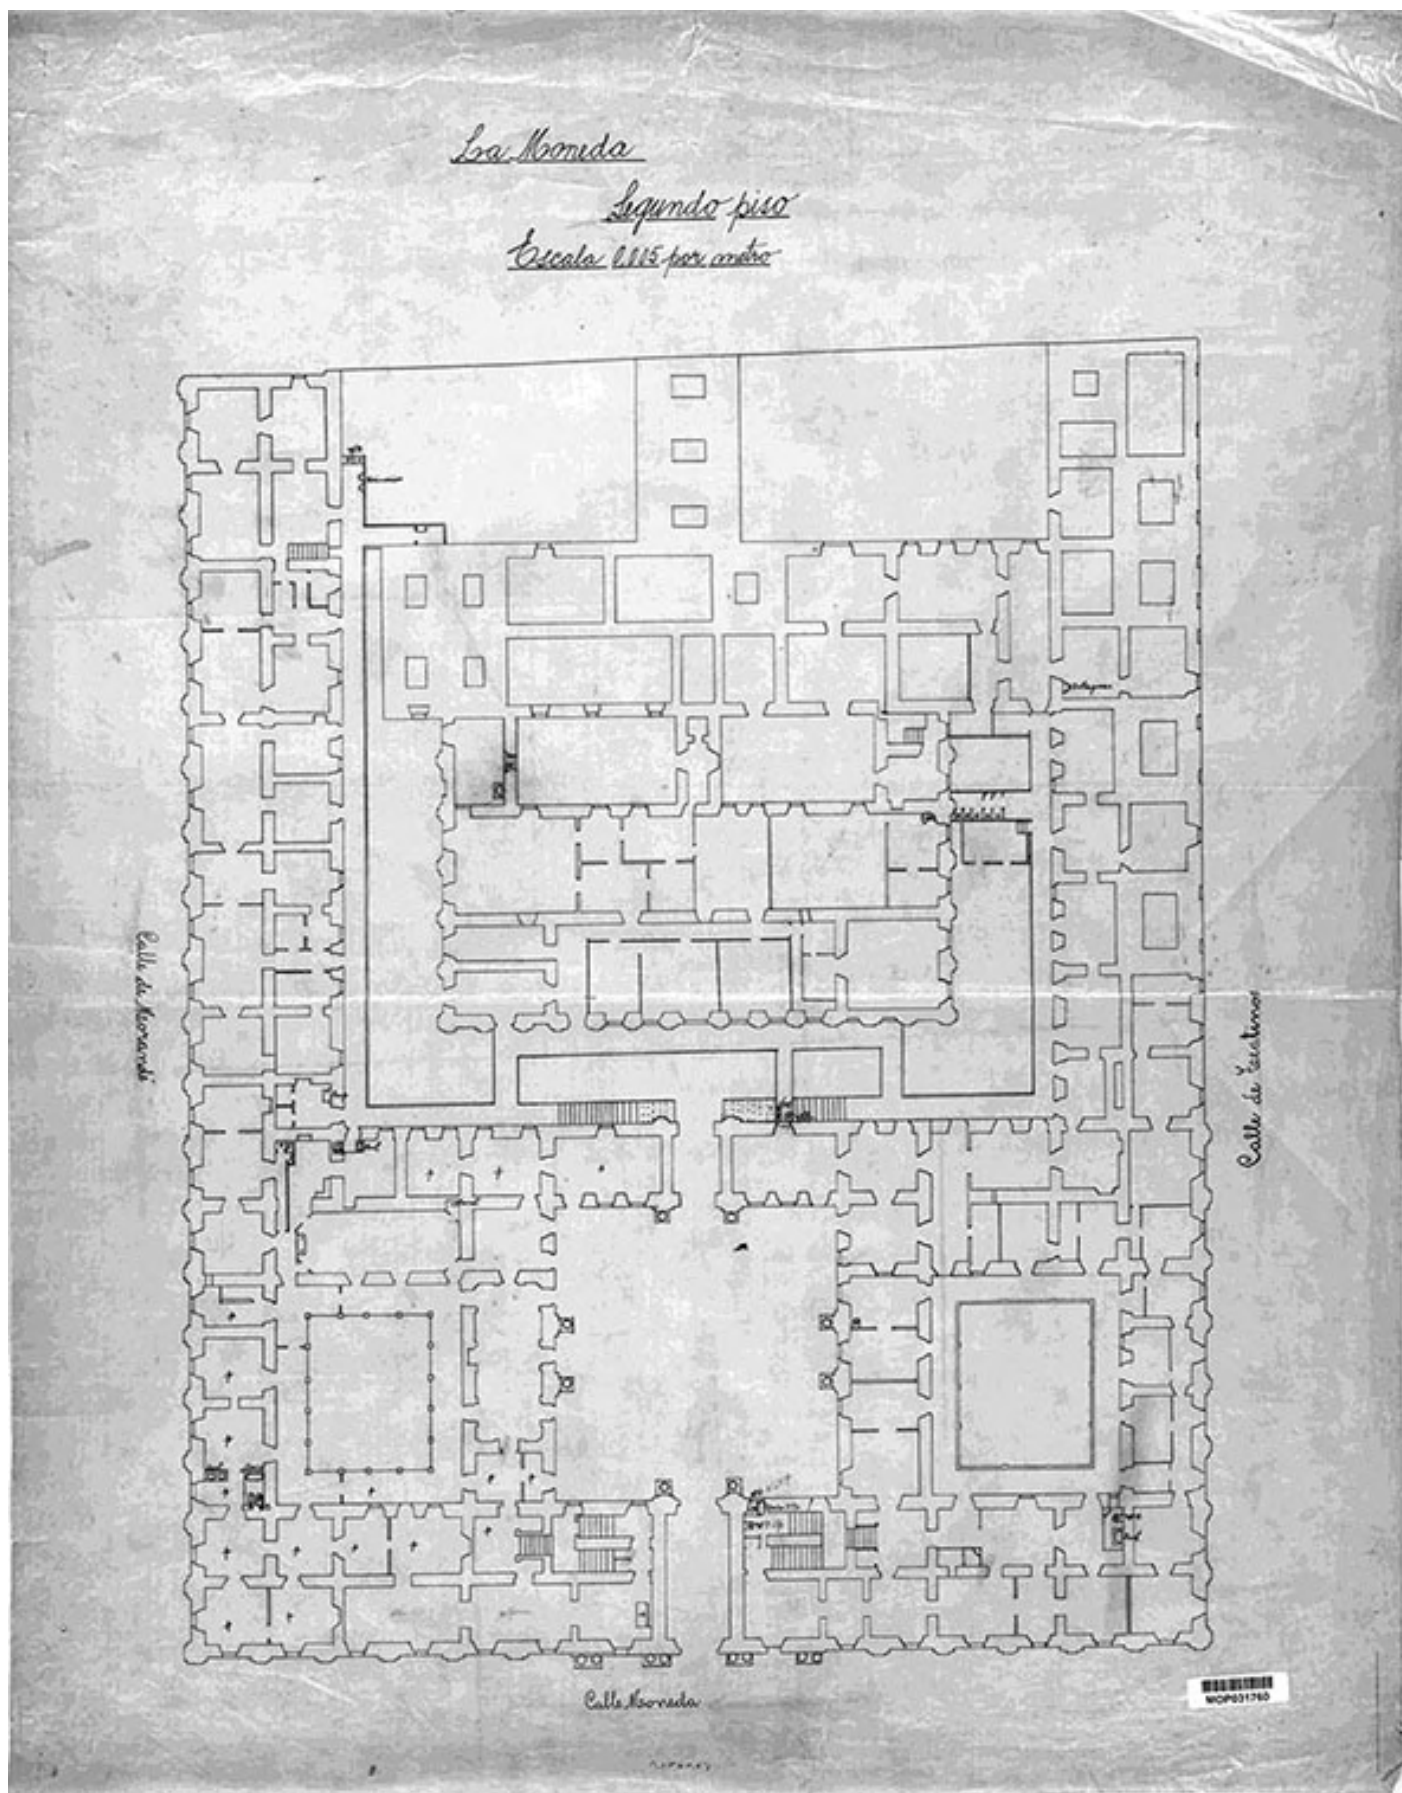 La Moneda
Segundo piso
Escala 0.005 por metro
Calle de Morandé
Calle de Teatinos
Calle Moneda
MOP031760